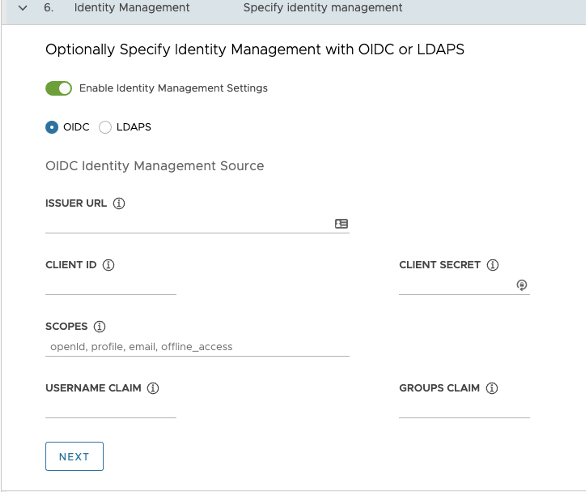 6. Identity Management Specify identity management
Optionally Specify Identity Management with OIDC or LDAPS
Enable Identity Management Settings
OIDC LDAPS
OIDC Identity Management Source
ISSUER URL
CLIENT ID CLIENT SECRET
SCOPES
openId, profile, email, offline_access
USERNAME CLAIM GROUPS CLAIM
NEXT